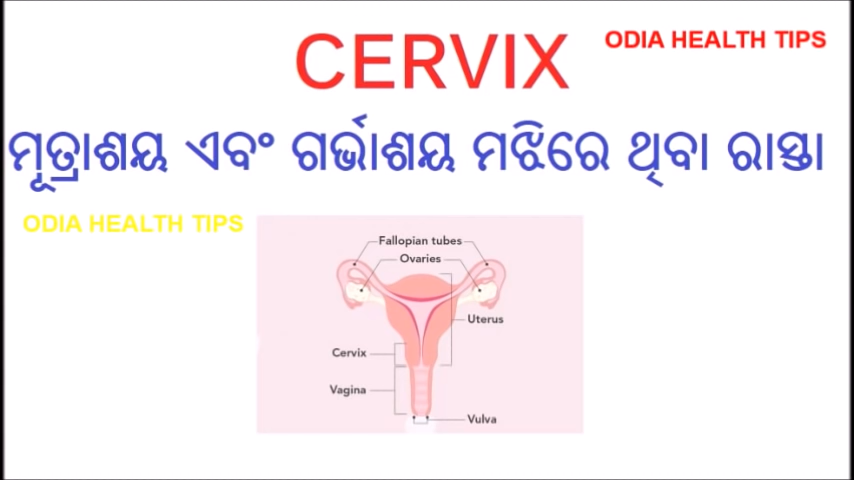 CERVIX
ODIA HEALTH TIPS
ମୂତ୍ରାଶୟ ଏବଂ ଗର୍ଭାଶୟ ମଝିରେ ଥିବା ରାସ୍ତା
ODIA HEALTH TIPS
Fallopian tubes
Ovaries
Uterus
Cervix
Vagina
Vulva